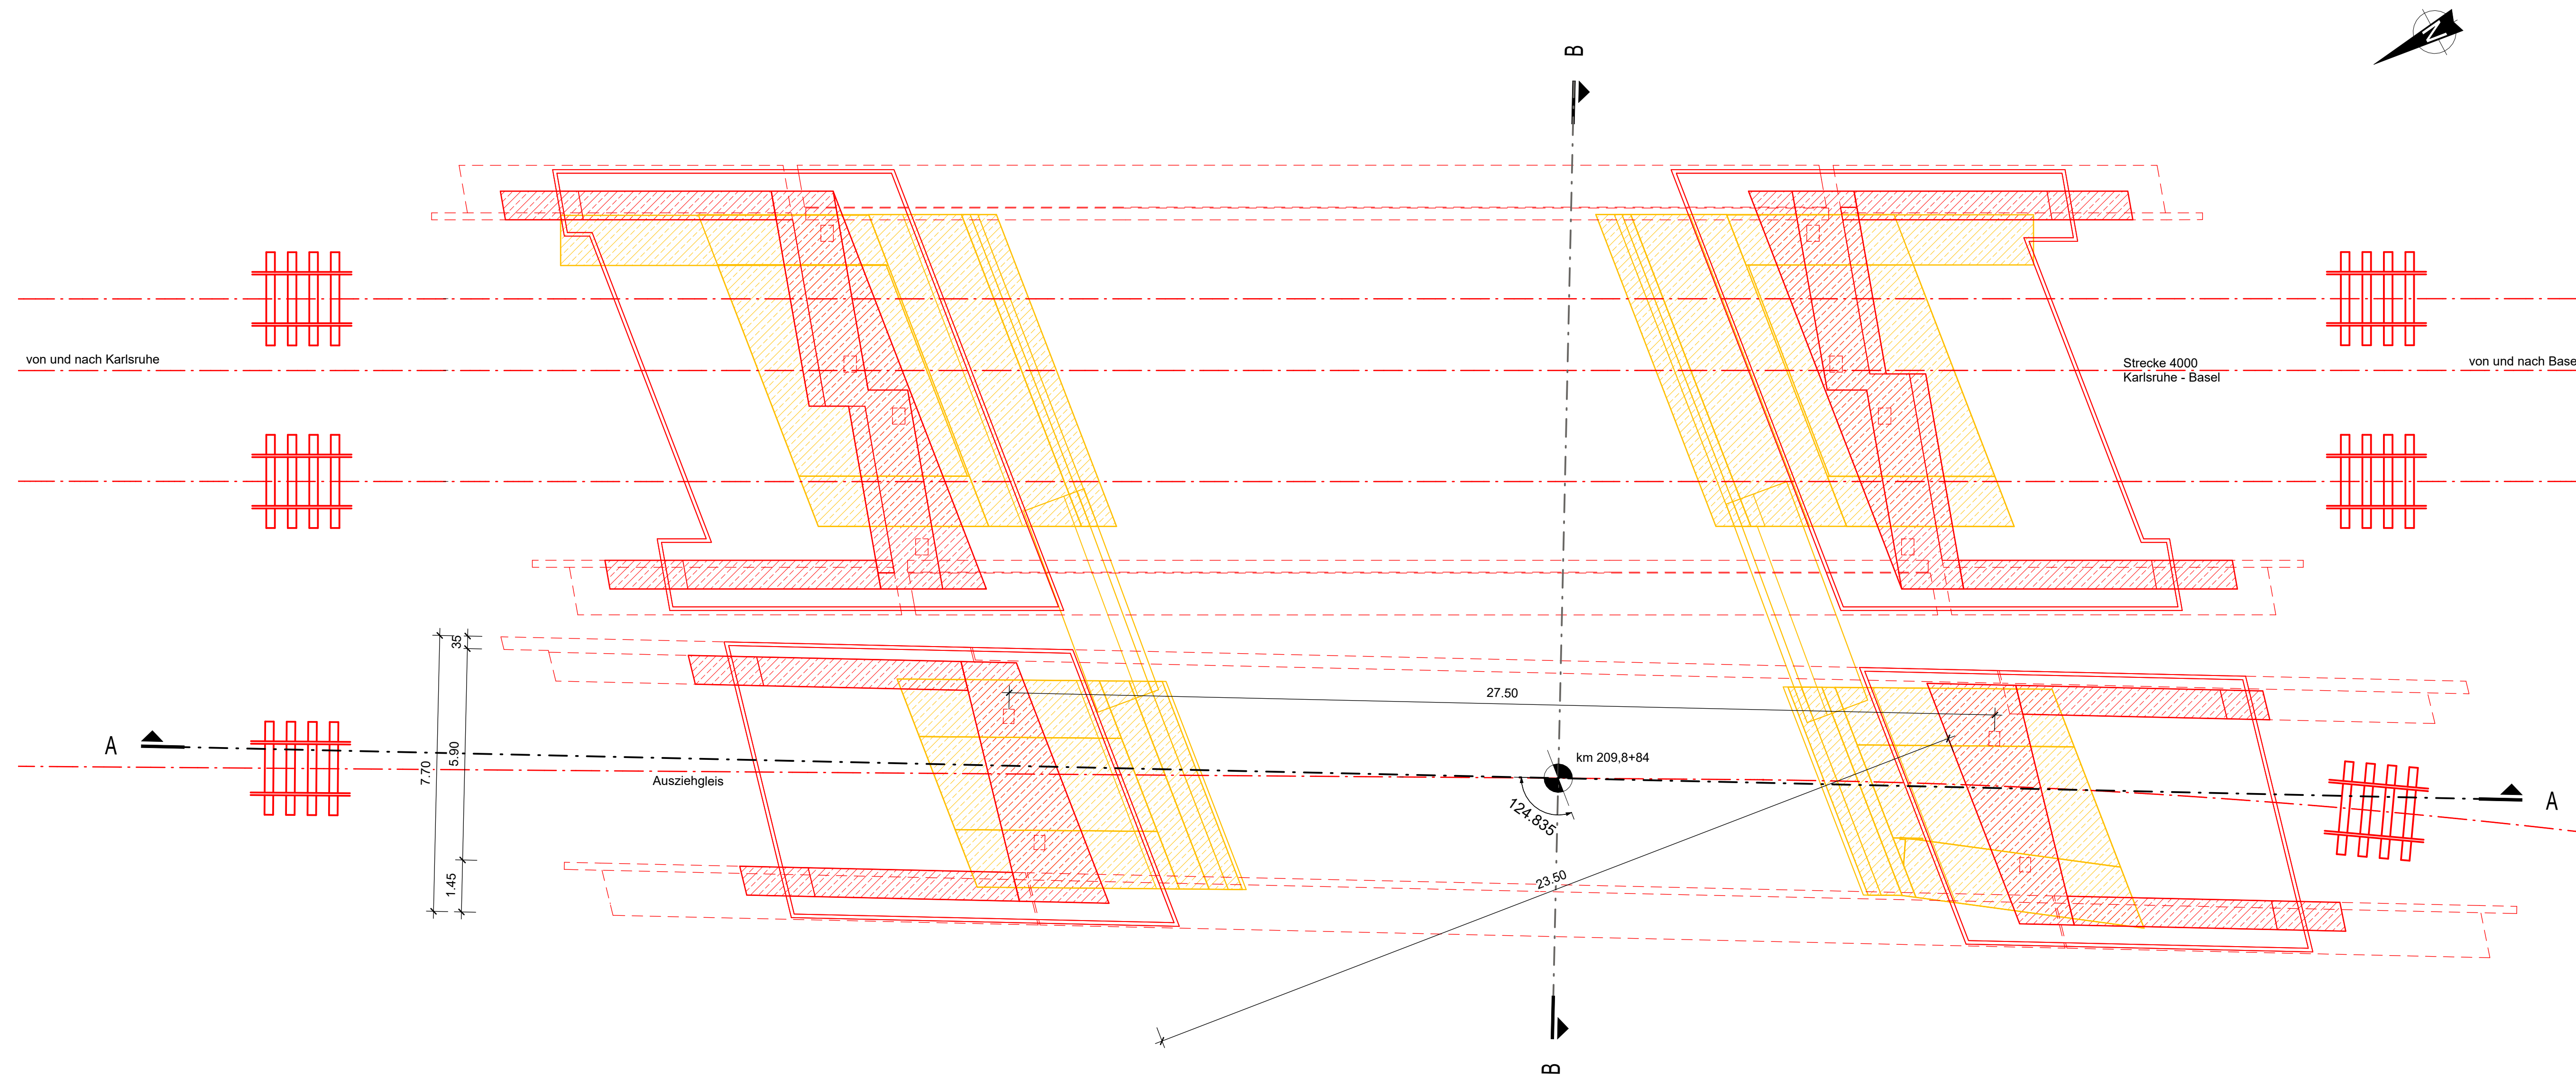 B
N
von und nach Karlsruhe
Strecke 4000
Karlsruhe - Basel
von und nach Base
35
5.90
7.70
1.45
27.50
A
Ausziehgleis
km 209,8+84
124.835
A
23.50
B